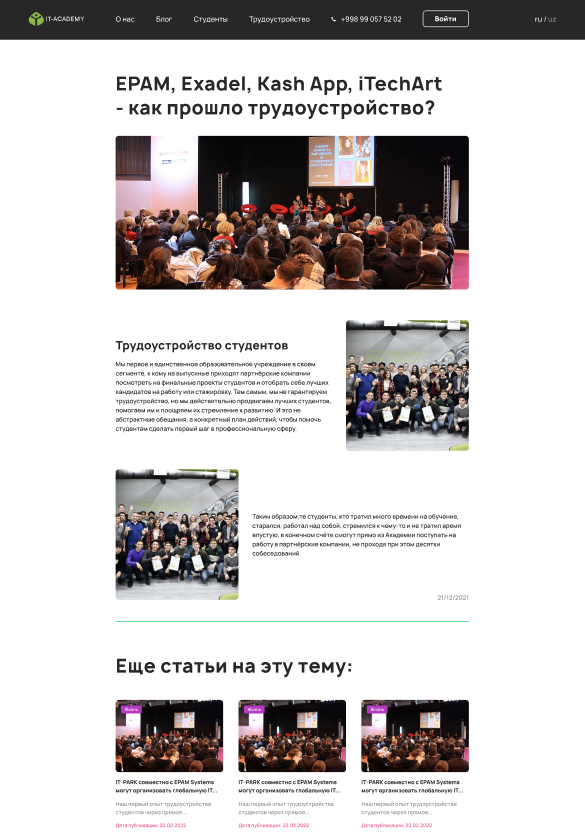 IT-ACADEMY
О нас
Блог
Студенты
Трудоустройство
+998 99 057 52 02
Войти
ru / uz
EPAM, Exadel, Kash App, iTechArt
- как прошло трудоустройство?
Трудоустройство студентов
Мы первое и единственное образовательное учреждение в своём
сегменте, к кому на выпускные приходят партнёрские компании
посмотреть на финальные проекты студентов и отобрать себе лучших
кандидатов на работу или стажировку. Тем самым, мы не гарантируем
трудоустройство, но мы действительно продвигаем лучших студентов,
помогаем им и поощряем их стремление к развитию. И это не
абстрактные обещания, а конкретный план действий, чтобы помочь
студентам сделать первый шаг в профессиональную сферу.
Таким образом,те студенты, кто тратил много времени на обучение,
старался, работал над собой, стремился к чему-то и не тратил время
впустую, в конечном счёте смогут прямо из Академии поступать на
работу в партнёрские компании, не проходя при этом десятки
собеседований.
21/12/2021
Еще статьи на эту тему:
Жизнь
Жизнь
Жизнь
IT-PARK совместно с EPAM Systems
могут организовать глобальную IT...
Наш первый опыт трудоустройства
студентов через прямое...
Дата публикации: 22.02.2022
IT-PARK совместно с EPAM Systems
могут организовать глобальную IT...
Наш первый опыт трудоустройства
студентов через прямое...
Дата публикации: 22.02.2022
IT-PARK совместно с EPAM Systems
могут организовать глобальную IT...
Наш первый опыт трудоустройства
студентов через прямое...
Дата публикации: 22.02.2022